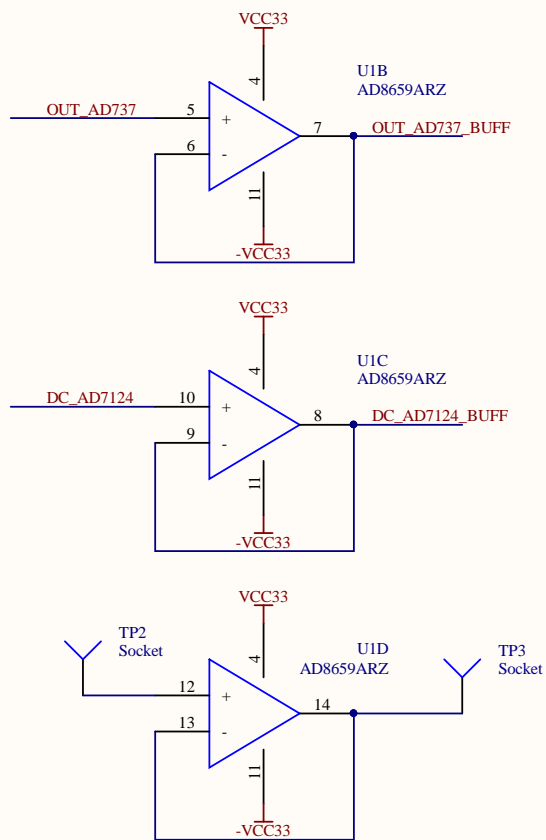 VCC33
4
U1B
AD8659ARZ
OUT_AD737
5
+
7
OUT_AD737_BUFF
6
-
11
-VCC33
VCC33
4
U1C
AD8659ARZ
DC_AD7124
10
+
8
DC_AD7124_BUFF
9
-
11
-VCC33
VCC33
TP2
Socket
4
U1D
AD8659ARZ
TP3
Socket
12
+
14
13
-
11
-VCC33